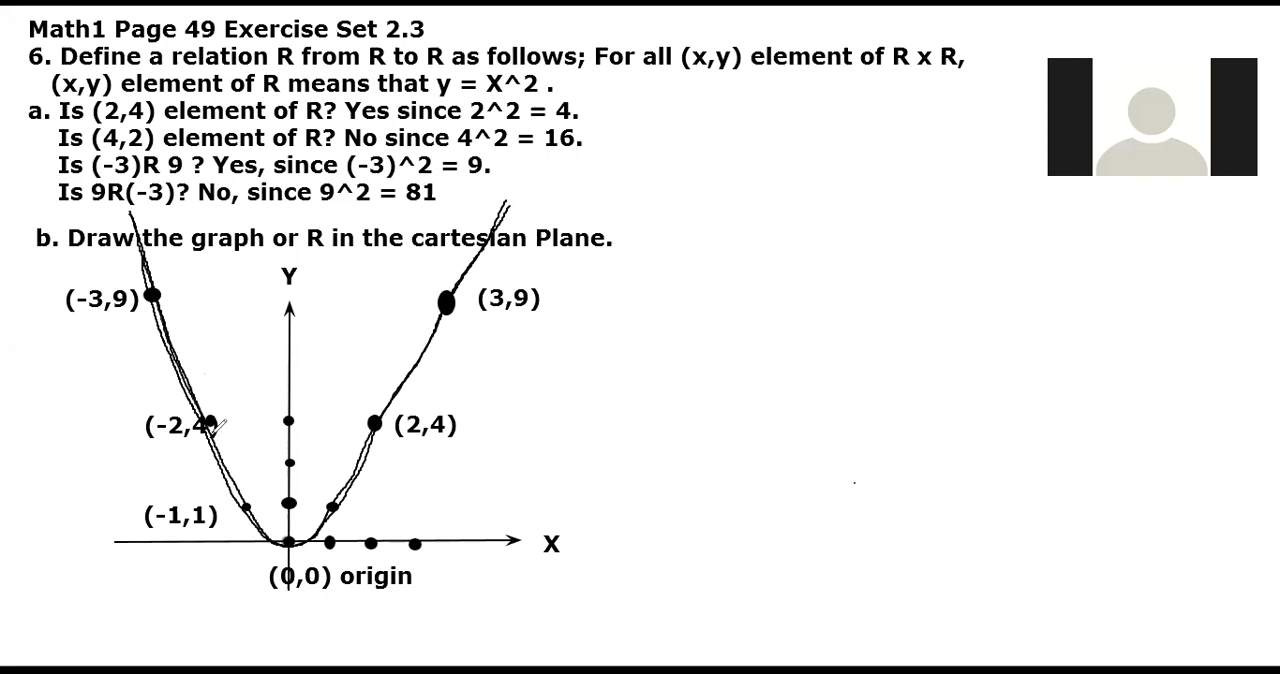 Math1 Page 49 Exercise Set 2.3
6. Define a relation R from R to R as follows; For all (x,y) element of R x R,
(x,y) element of R means that y = X^2 .
a. Is (2,4) element of R? Yes since 2^2 = 4.
Is (4,2) element of R? No since 4^2 = 16.
Is (-3)R 9 ? Yes, since (-3)^2 = 9.
Is 9R(-3)? No, since 9^2 = 81
b. Draw the graph or R in the cartesian Plane.
Y
(-3,9)
(3,9)
(-2,4)
(2,4)
(-1,1)
X
(0,0) origin